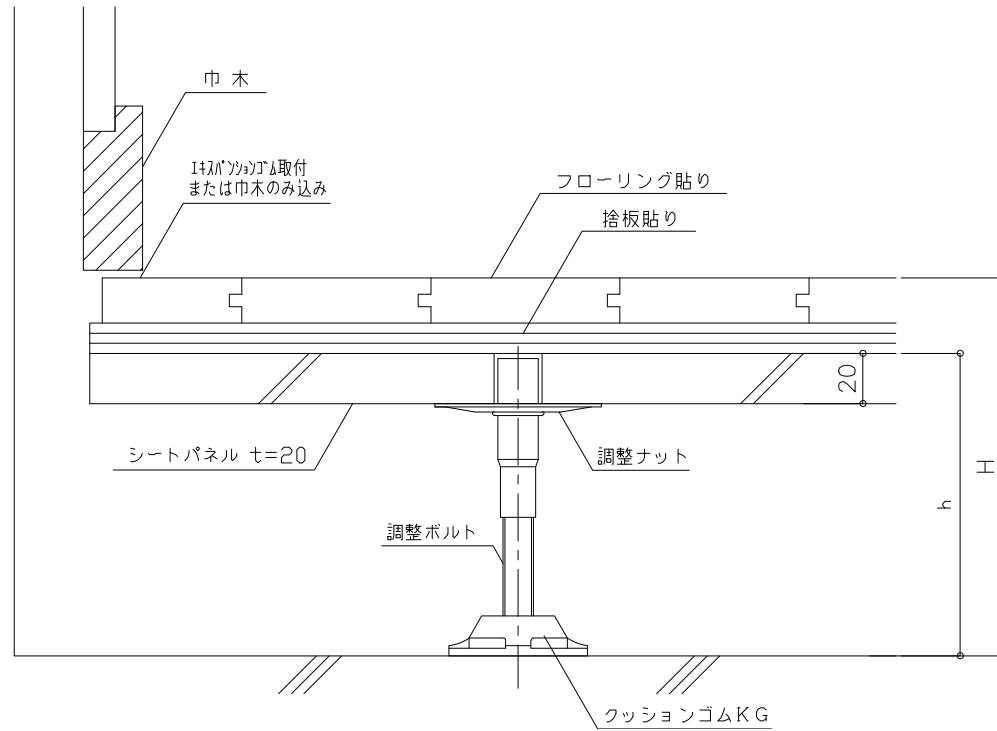 巾 木
ｴｷｽﾊﾟﾝｼｮﾝｺﾞﾑ取付
または巾木のみ込み
フローリング貼り
捨板貼り
20
シートパネル t=20
調整ナット
H
h
調整ボルト
クッションゴムＫＧ